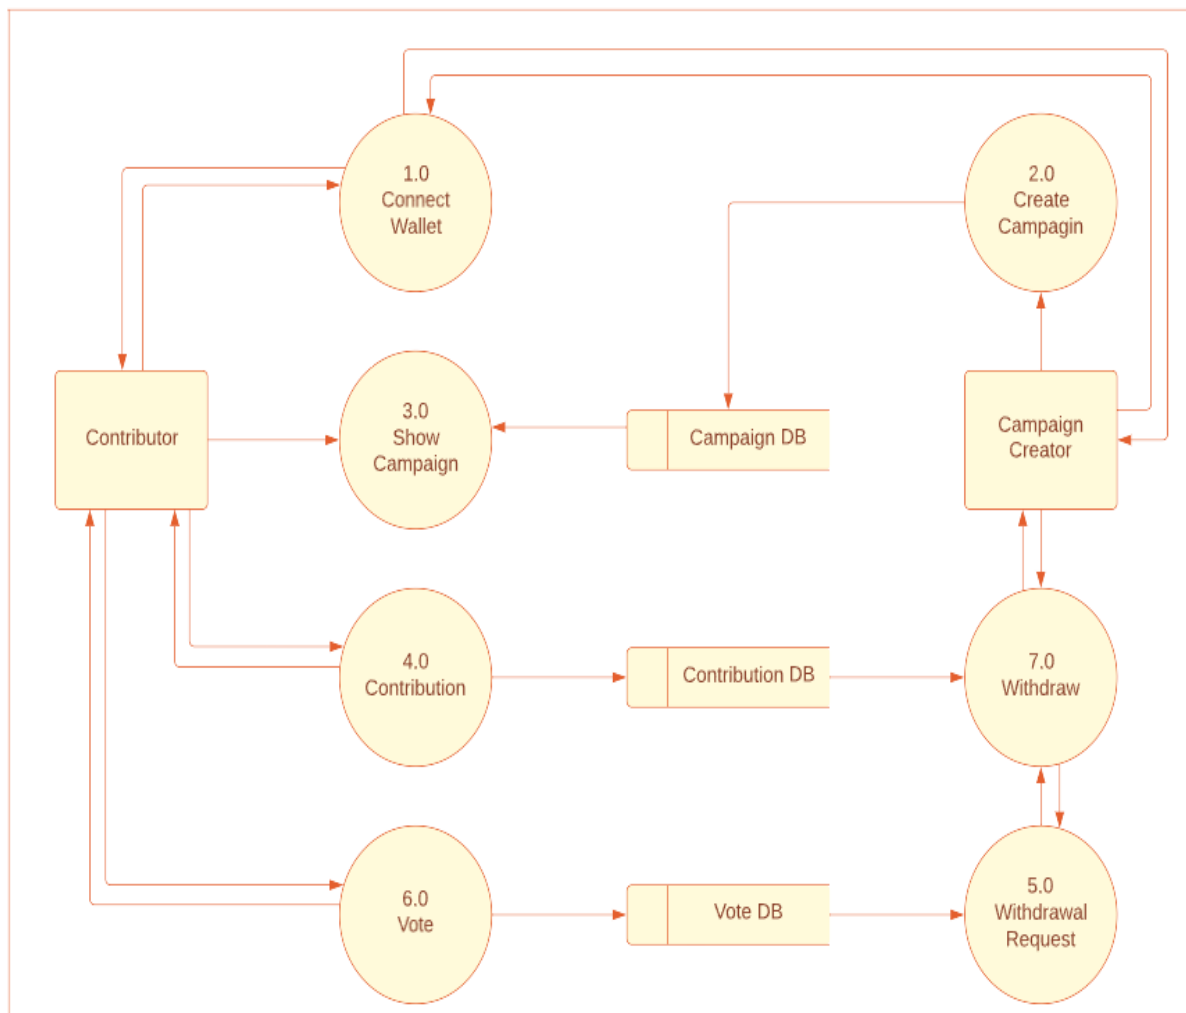 1.0
Connect
Wallet
2.0
Create
Campagin
Contributor
3.0
Show
Campaign
Campaign DB
Campaign
Creator
4.0
Contribution
Contribution DB
7.0
Withdraw
6.0
Vote
Vote DB
5.0
Withdrawal
Request